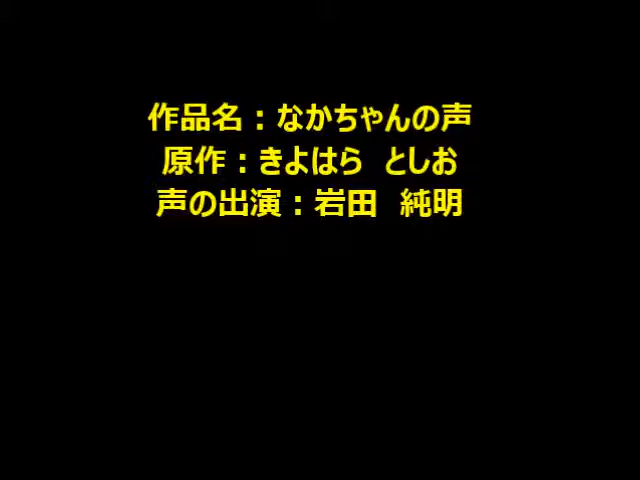 作品名：なかちゃんの声
原作：きよはら　としお
声の出演：岩田　純明